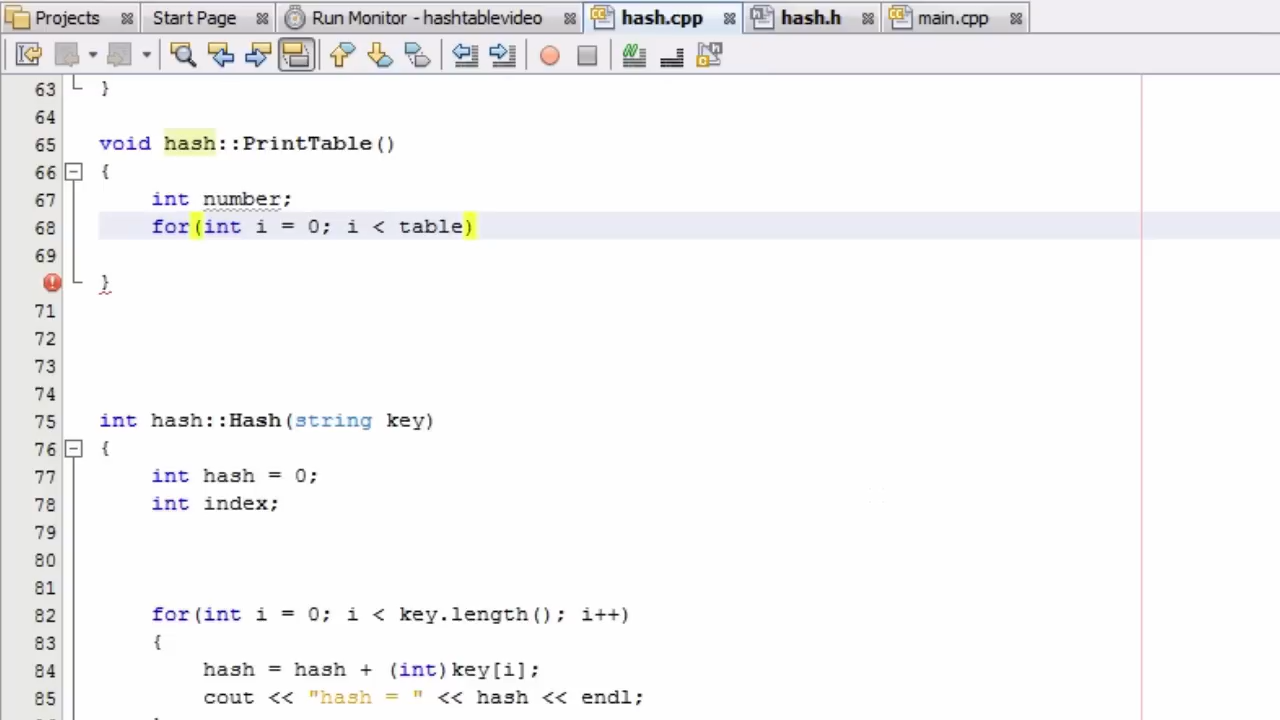 Projects Start Page Run Monitor - hashtablevideo hash.cpp hash.h main.cpp
63 }
64
65 void hash::PrintTable()
66 {
67     int number;
68     for(int i = 0; i < table)
69
}
71
72
73
74
75 int hash::Hash(string key)
76 {
77     int hash = 0;
78     int index;
79
80
81
82     for(int i = 0; i < key.length(); i++)
83     {
84         hash = hash + (int)key[i];
85         cout << "hash = " << hash << endl;